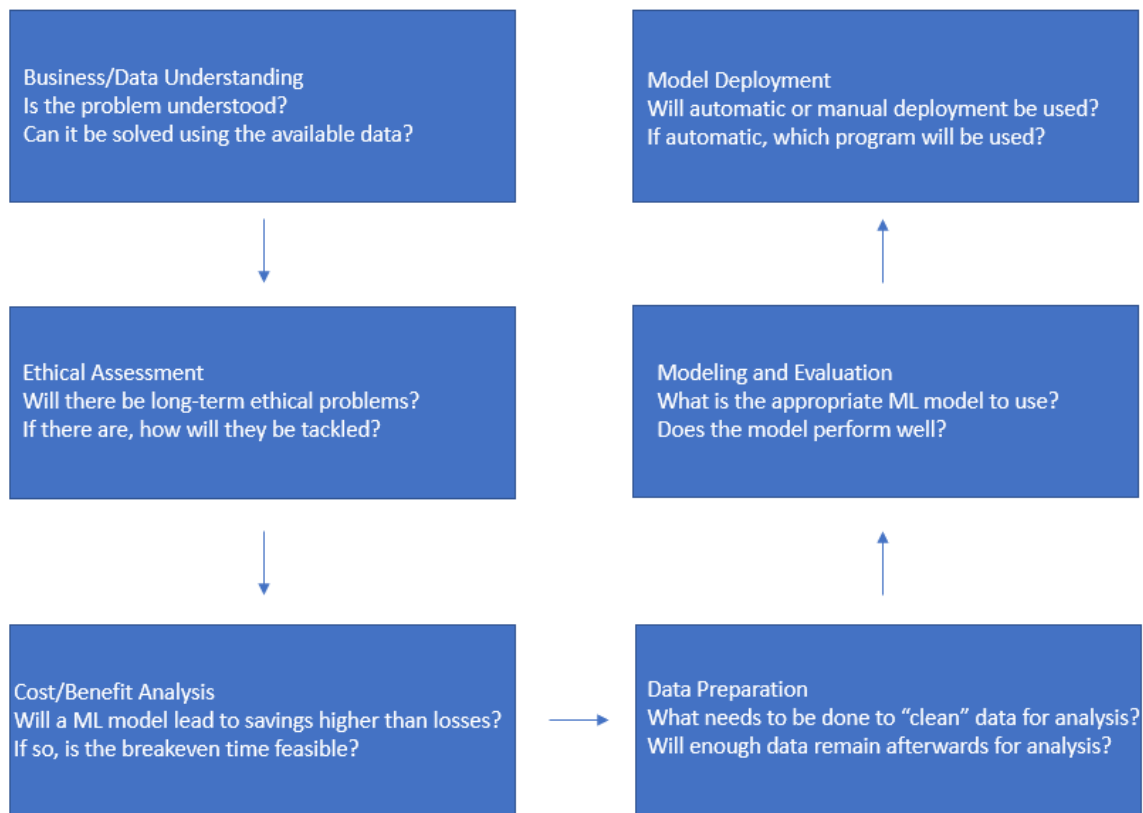 Business/Data Understanding
Is the problem understood?
Can it be solved using the available data?
Ethical Assessment
Will there be long-term ethical problems?
If there are, how will they be tackled?
Cost/Benefit Analysis
Will a ML model lead to savings higher than losses?
If so, is the breakeven time feasible?
Data Preparation
What needs to be done to “clean” data for analysis?
Will enough data remain afterwards for analysis?
Modeling and Evaluation
What is the appropriate ML model to use?
Does the model perform well?
Model Deployment
Will automatic or manual deployment be used?
If automatic, which program will be used?